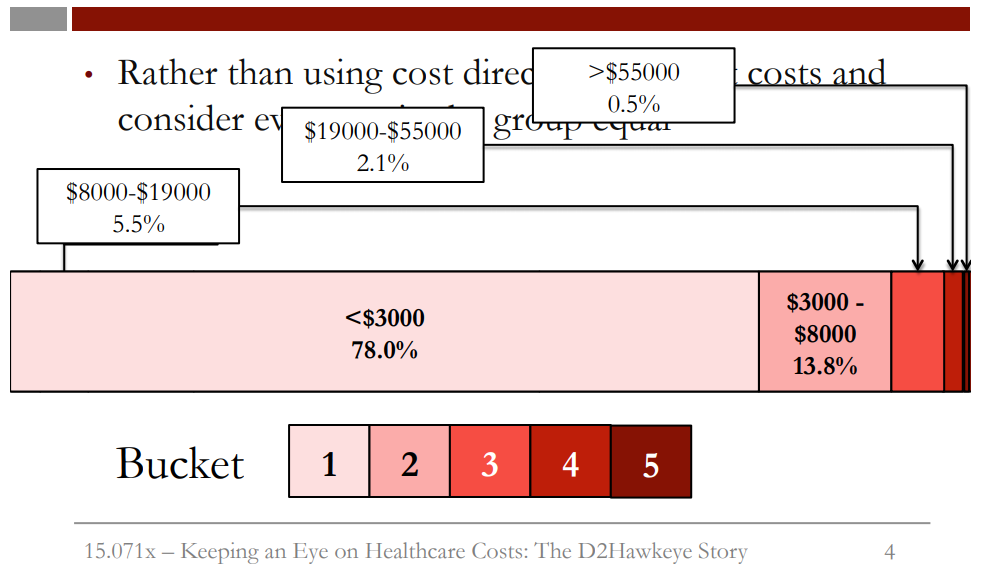 • Rather than using cost direc costs and
consider ev group equal
>$55000
0.5%
$19000-$55000
2.1%
$8000-$19000
5.5%
<$3000
78.0%
$3000 -
$8000
13.8%
Bucket 1 2 3 4 5
15.071x – Keeping an Eye on Healthcare Costs: The D2Hawkeye Story 4